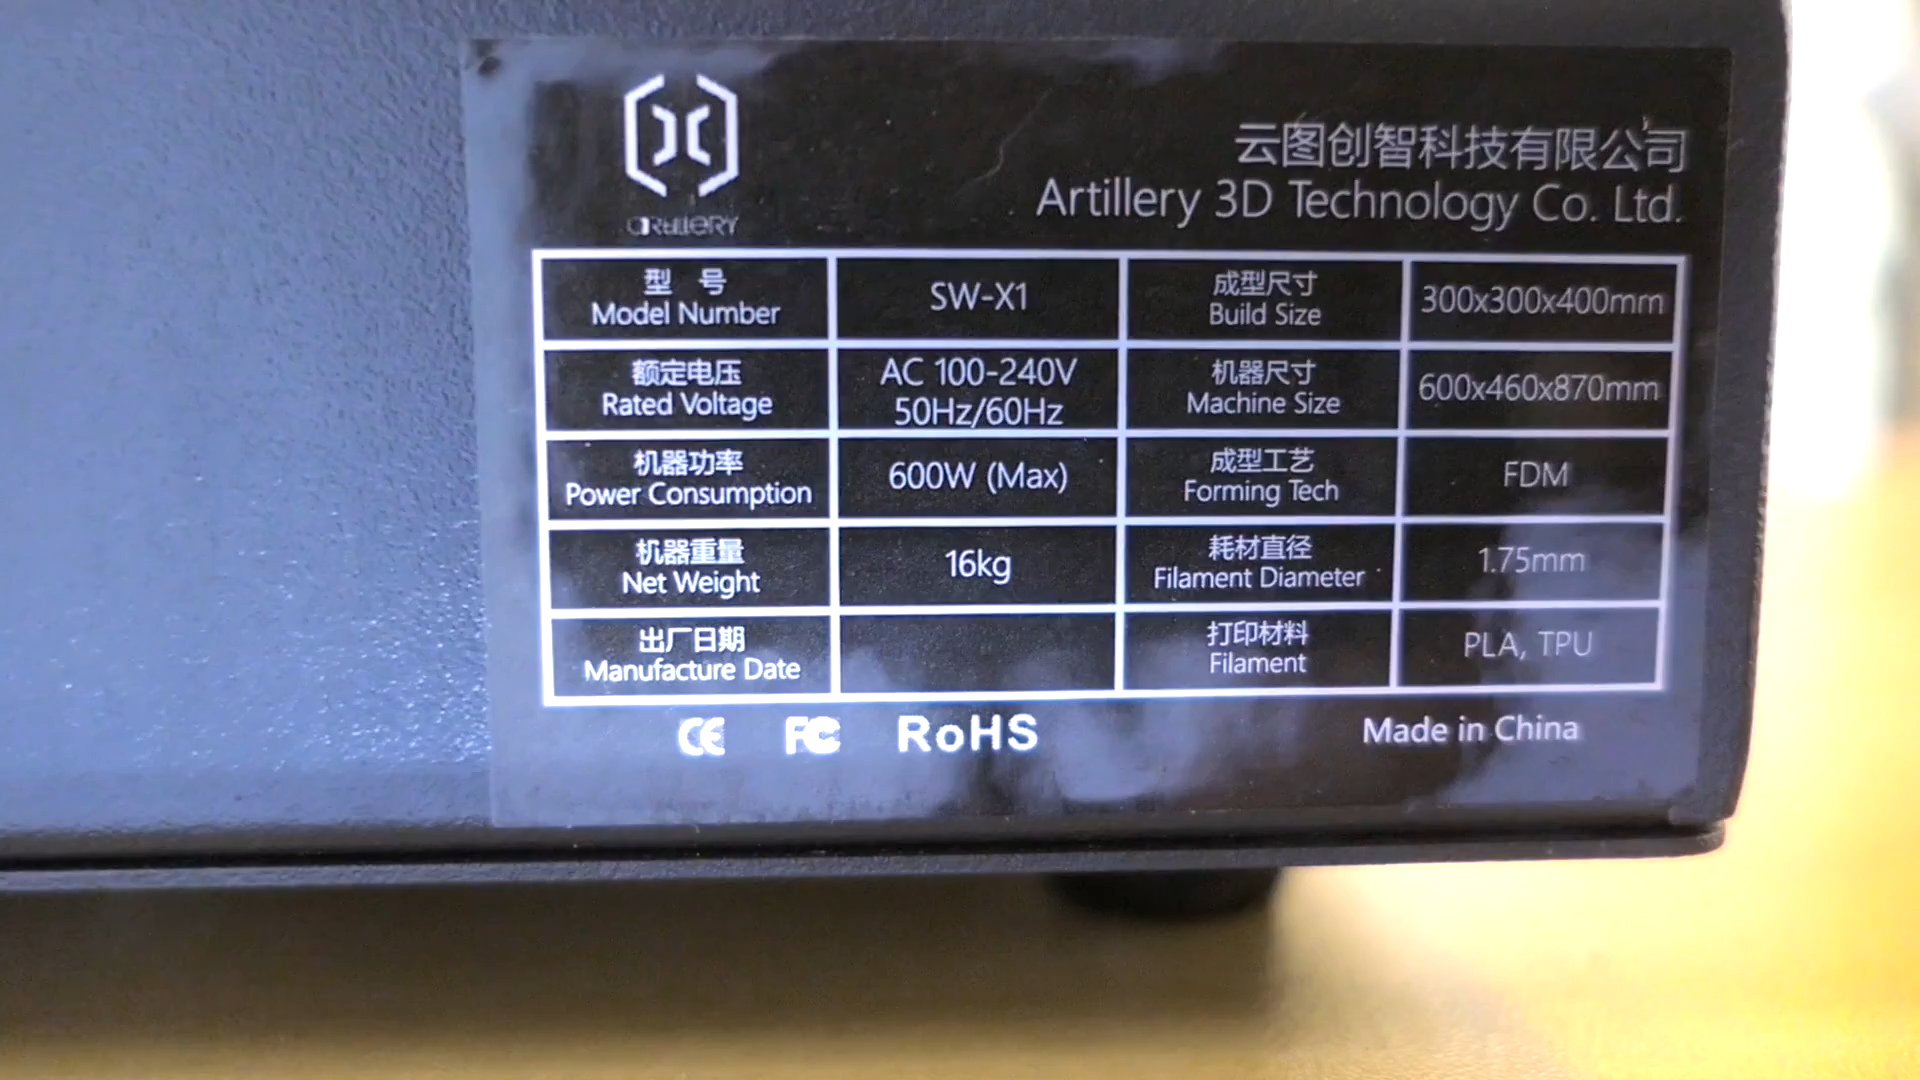 ARTILLERY
云图创智科技有限公司
Artillery 3D Technology Co. Ltd.
型 号
Model Number
SW-X1
成型尺寸
Build Size
300x300x400mm
额定电压
Rated Voltage
AC 100-240V
50Hz/60Hz
机器尺寸
Machine Size
600x460x870mm
机器功率
Power Consumption
600W (Max)
成型工艺
Forming Tech
FDM
机器重量
Net Weight
16kg
耗材直径
Filament Diameter
1.75mm
出厂日期
Manufacture Date
打印材料
Filament
PLA, TPU
CE FC RoHS
Made in China